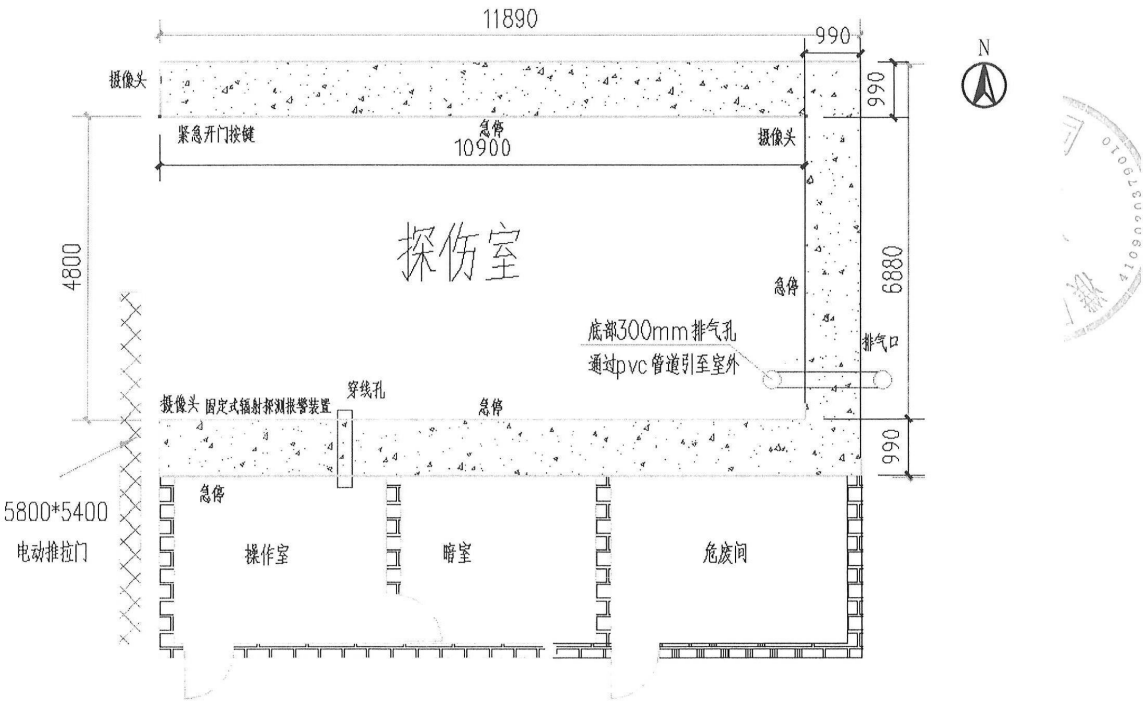 11890
990
N
摄像头
990
紧急开门按键
急停
摄像头
10900
探伤室
4800
6880
急停
底部300mm排气孔
通过pvc管道引至室外
排气口
穿线孔
摄像头
固定式辐射探测报警装置
急停
990
急停
5800*5400
电动推拉门
操作室
暗室
危废间